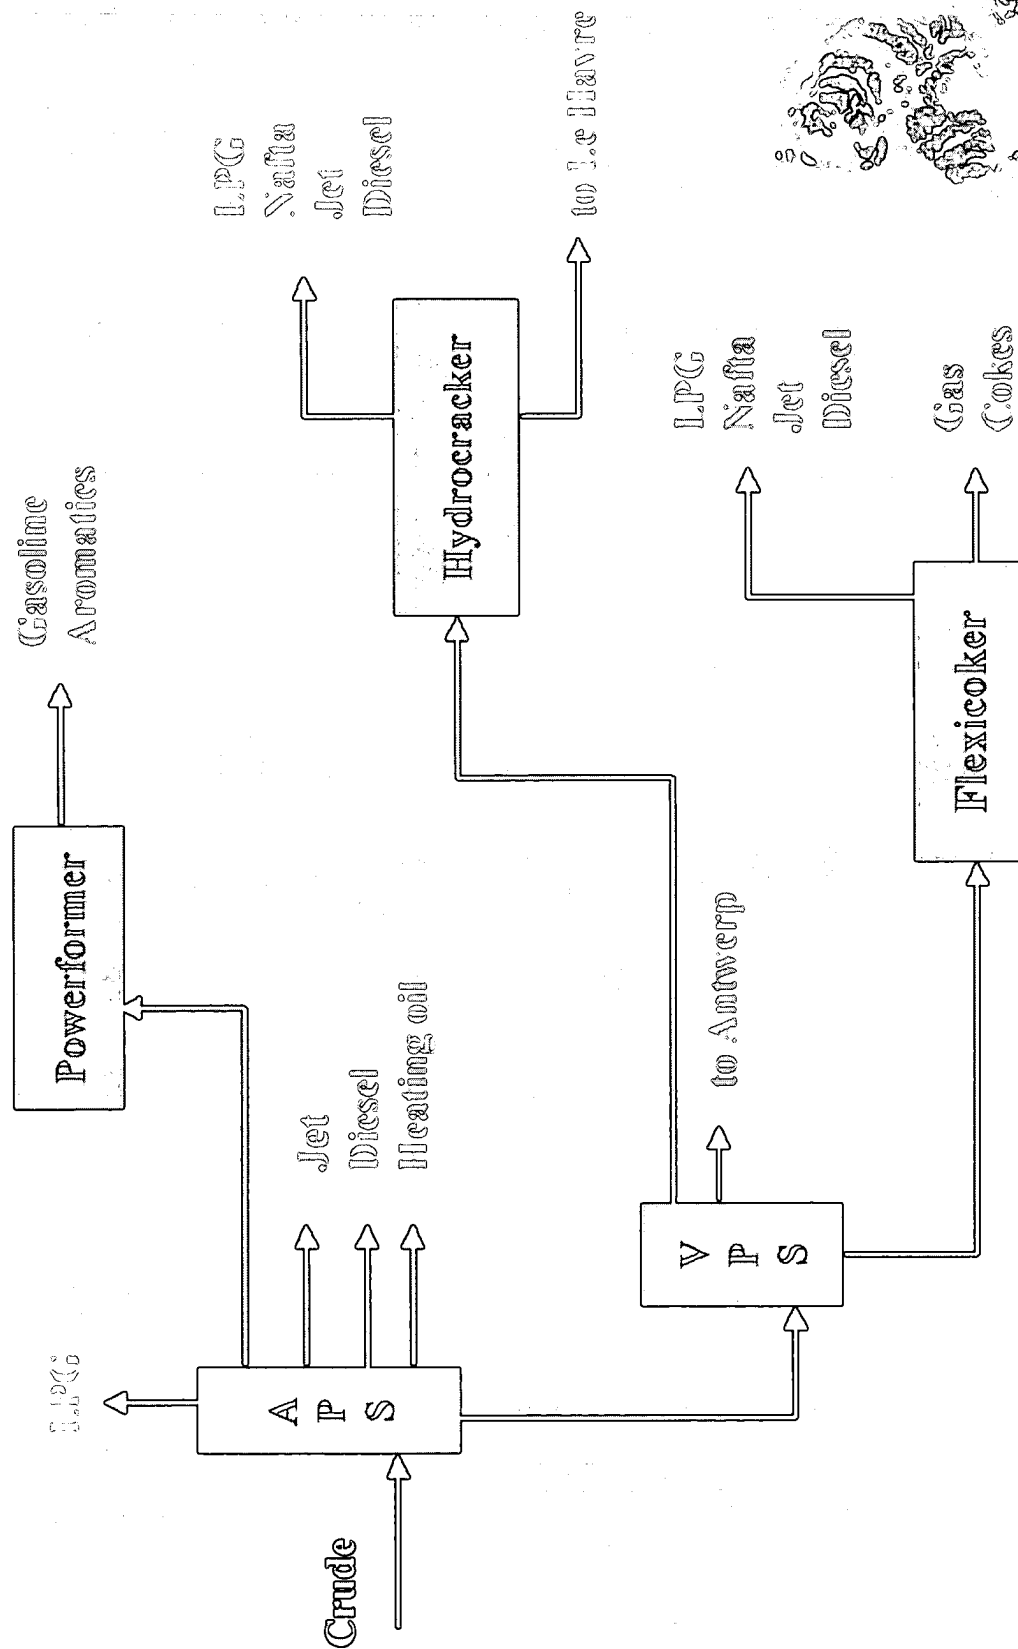 Gasoline
Aromatics
Powerformer
LPG
LPG
Nafta
Jet
Diesel
Jet
Diesel
Heating oil
A
P
S
Crude
Hydrocracker
to Le Havre
to Antwerp
V
P
S
LPG
Nafta
Jet
Diesel
Flexicoker
Gas
Cokes